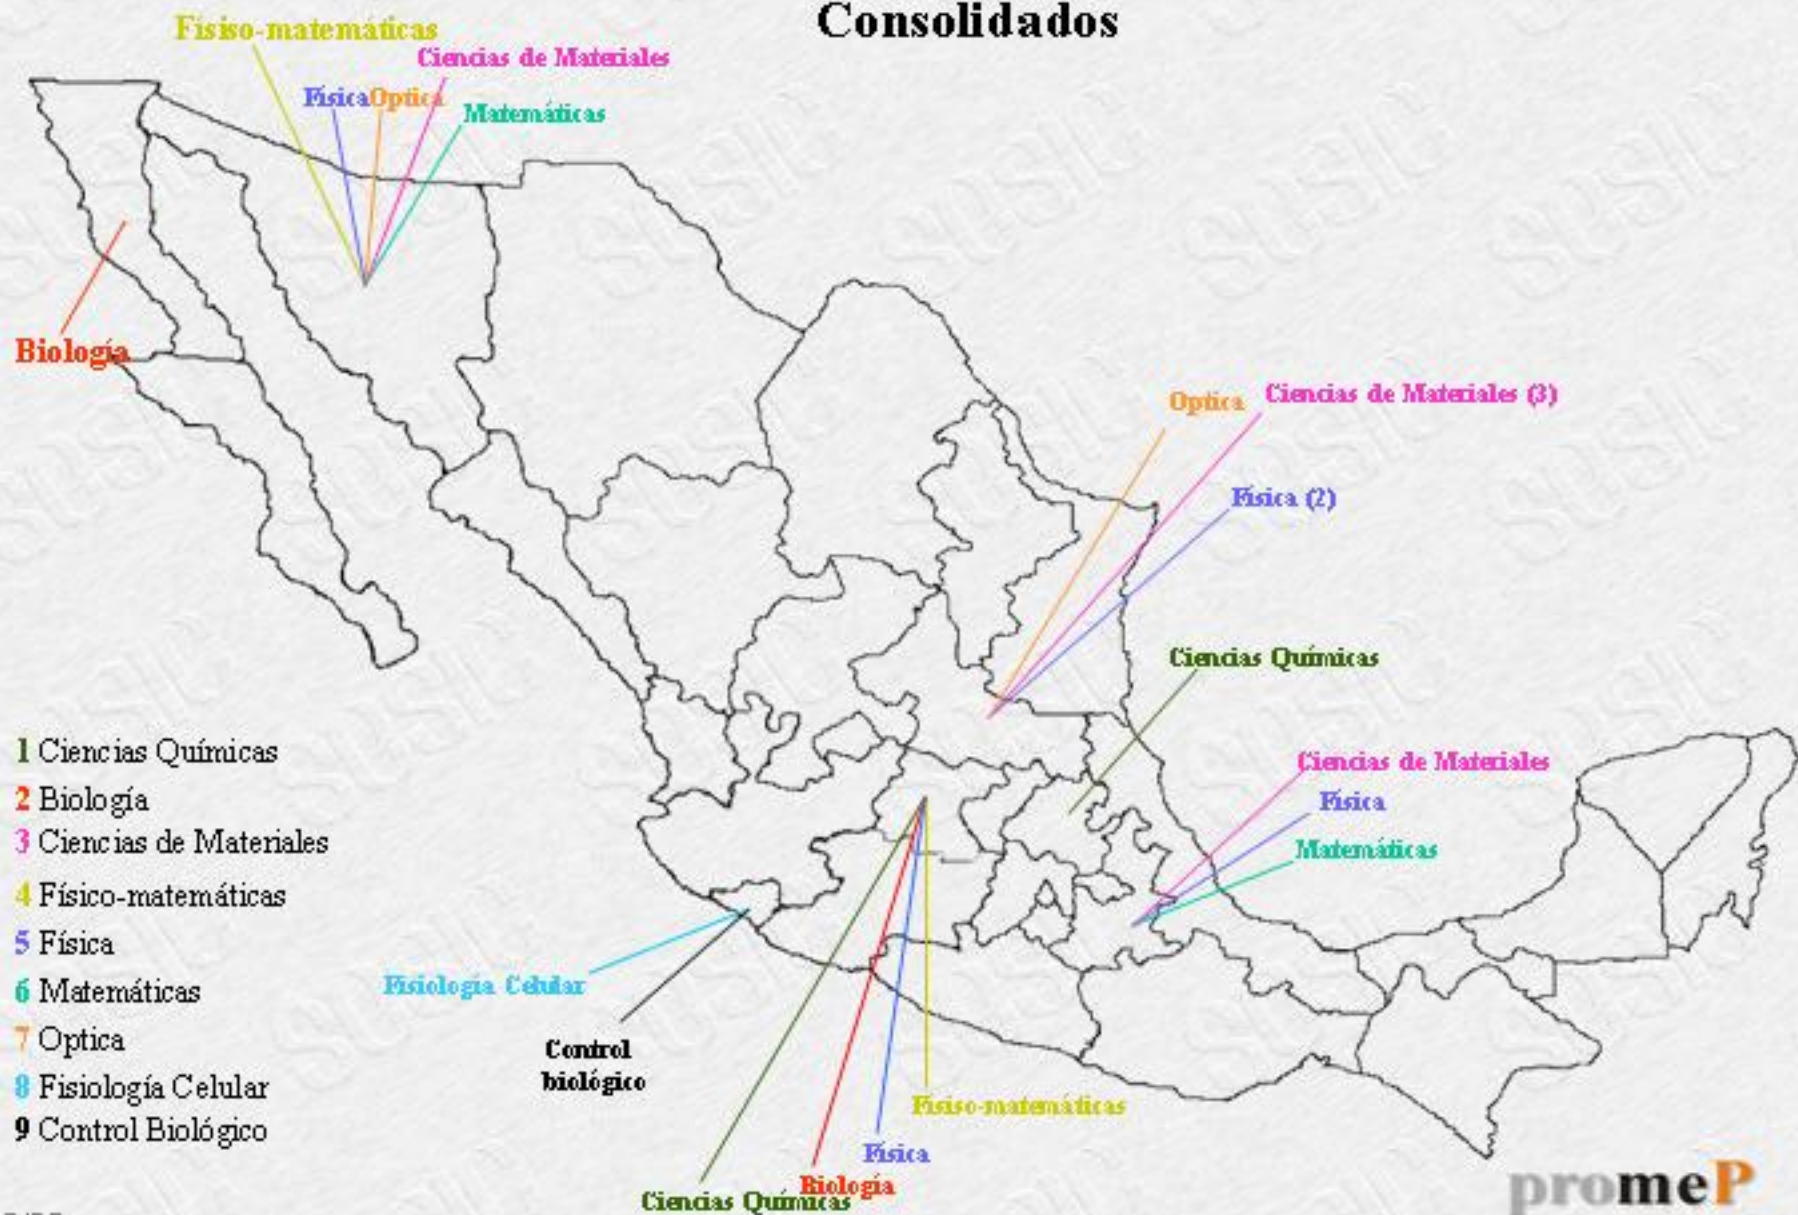 Consolidados
Fisiso-matemáticas
Ciencias de Materiales
Física Optica
Matemáticas
Biología
Optica
Ciencias de Materiales (3)
Física (2)
Ciencias Químicas
Ciencias de Materiales
Física
Matemáticas
1 Ciencias Químicas
2 Biología
3 Ciencias de Materiales
4 Físico-matemáticas
5 Física
6 Matemáticas
7 Optica
8 Fisiología Celular
9 Control Biológico
Fisiología Celular
Control
biológico
Fisiso-matemáticas
Física
Biología
Ciencias Químicas
promeP